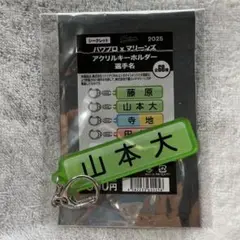 シークレット
2025
パワプロ×マリーンズ
アクリルキーホルダー
選手名
藤原
山本大
寺地
山本大
0円